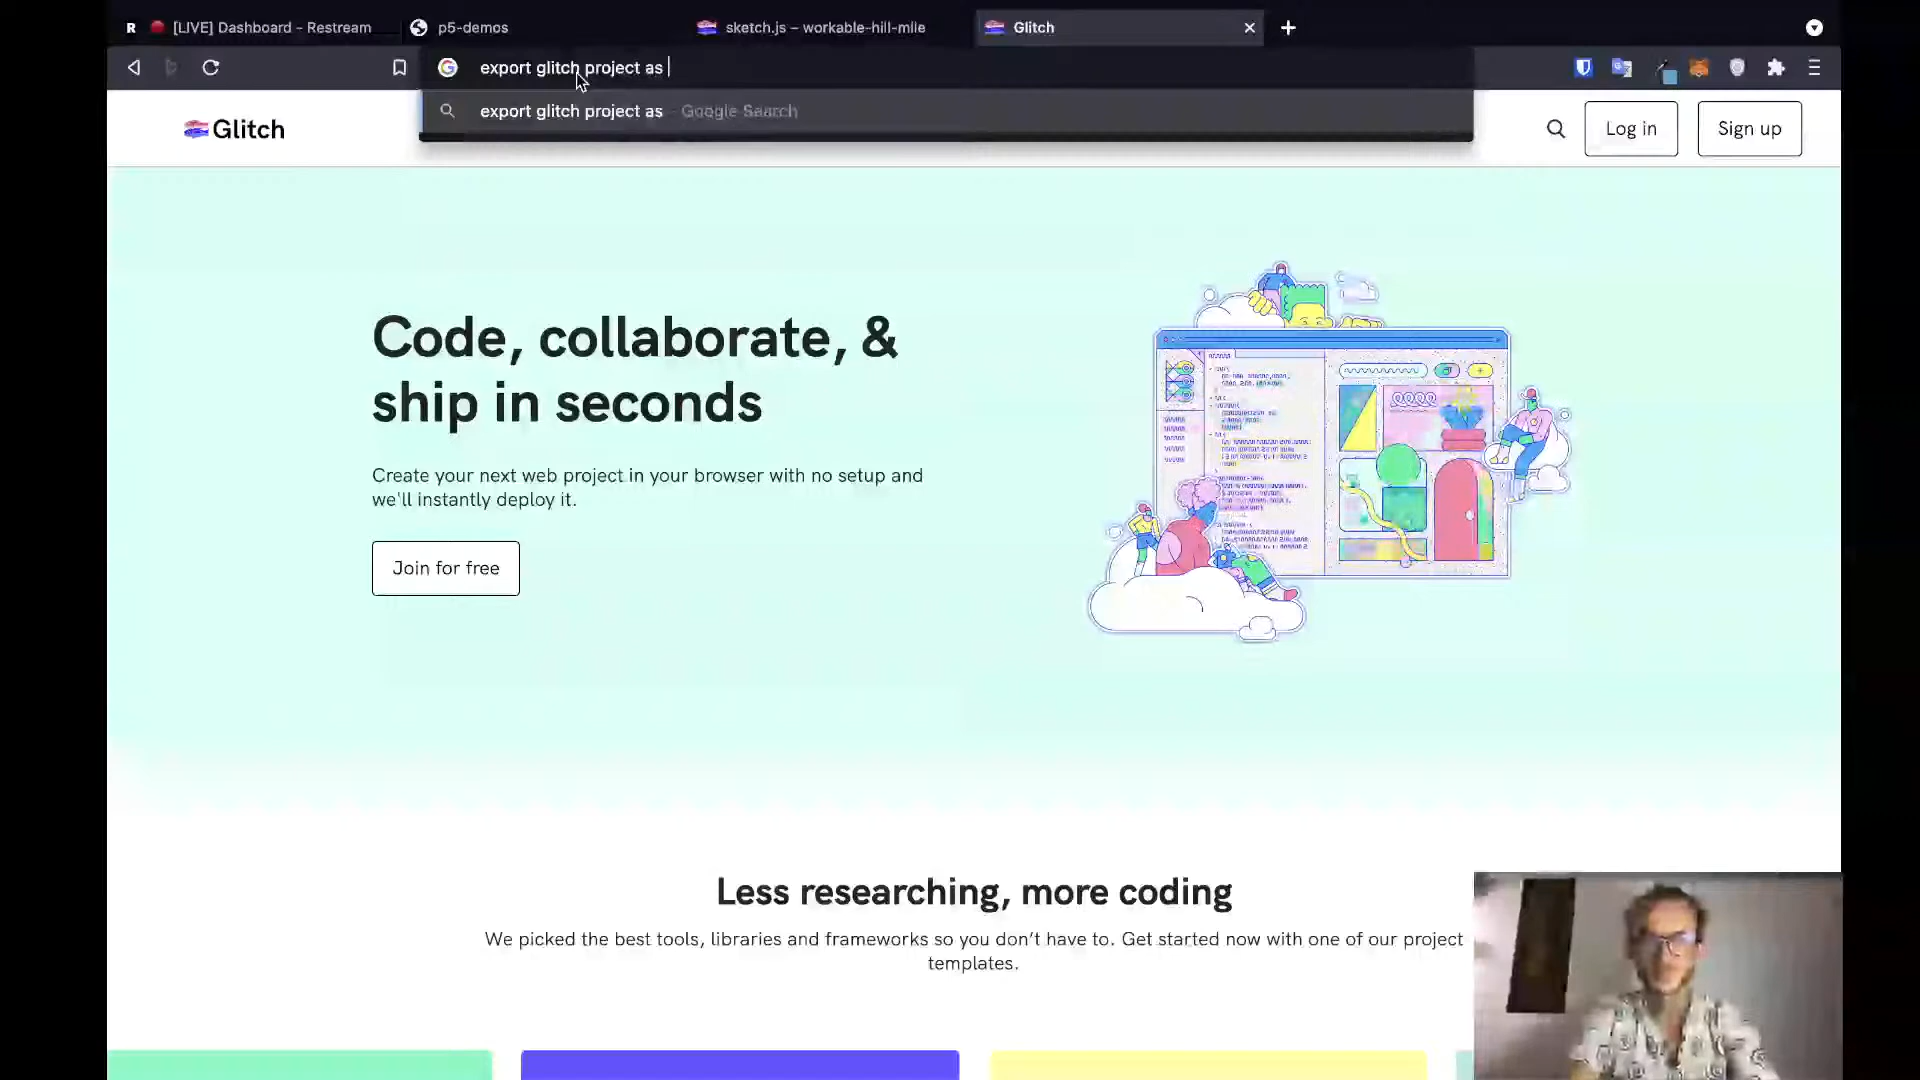 R [LIVE] Dashboard - Restream p5-demos sketch.js – workable-hill-mile Glitch
export glitch project as
export glitch project as - Google Search
Glitch Log in Sign up
Code, collaborate, &
ship in seconds
Create your next web project in your browser with no setup and
we'll instantly deploy it.
Join for free
Less researching, more coding
We picked the best tools, libraries and frameworks so you don't have to. Get started now with one of our project
templates.